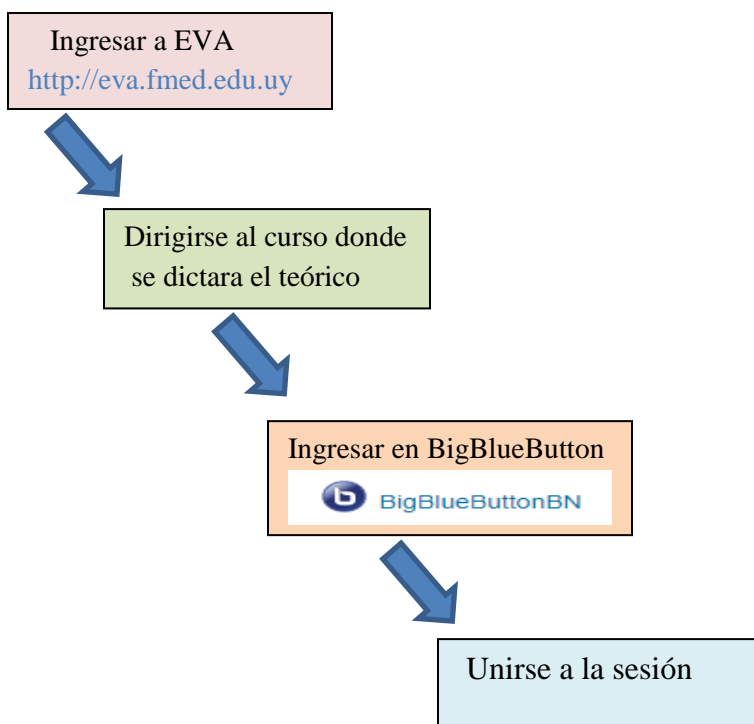 Ingresar a EVA
http://eva.fmed.edu.uy
Dirigirse al curso donde
se dictara el teórico
Ingresar en BigBlueButton
b BigBlueButtonBN
Unirse a la sesión